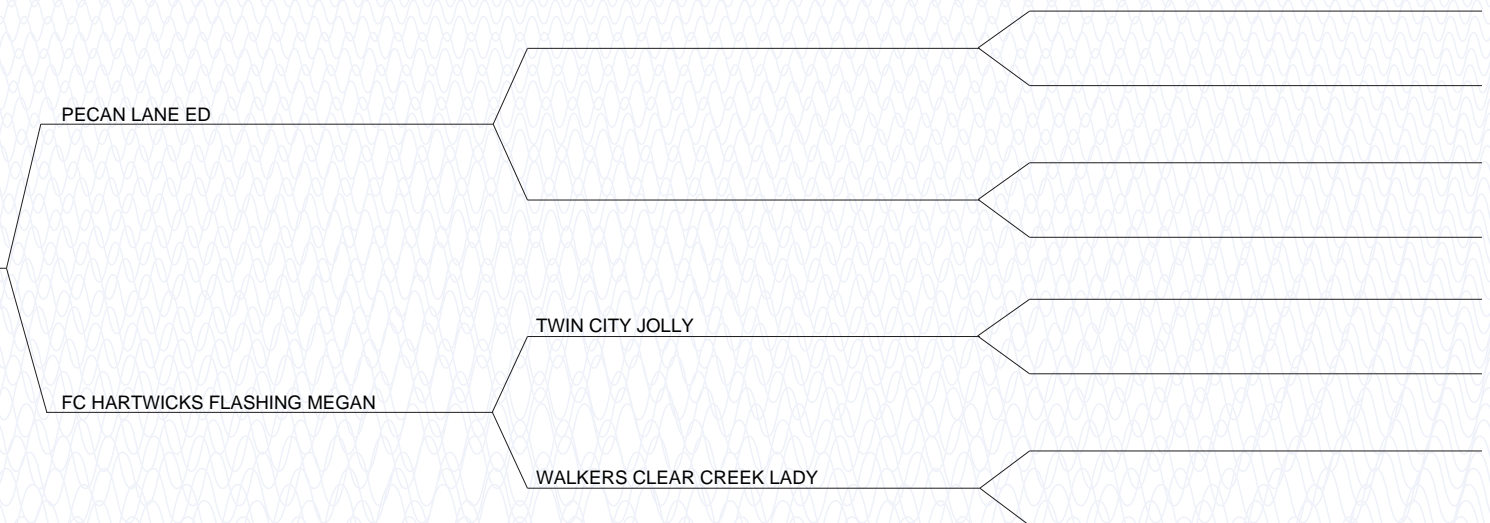 PECAN LANE ED
TWIN CITY JOLLY
FC HARTWICKS FLASHING MEGAN
WALKERS CLEAR CREEK LADY